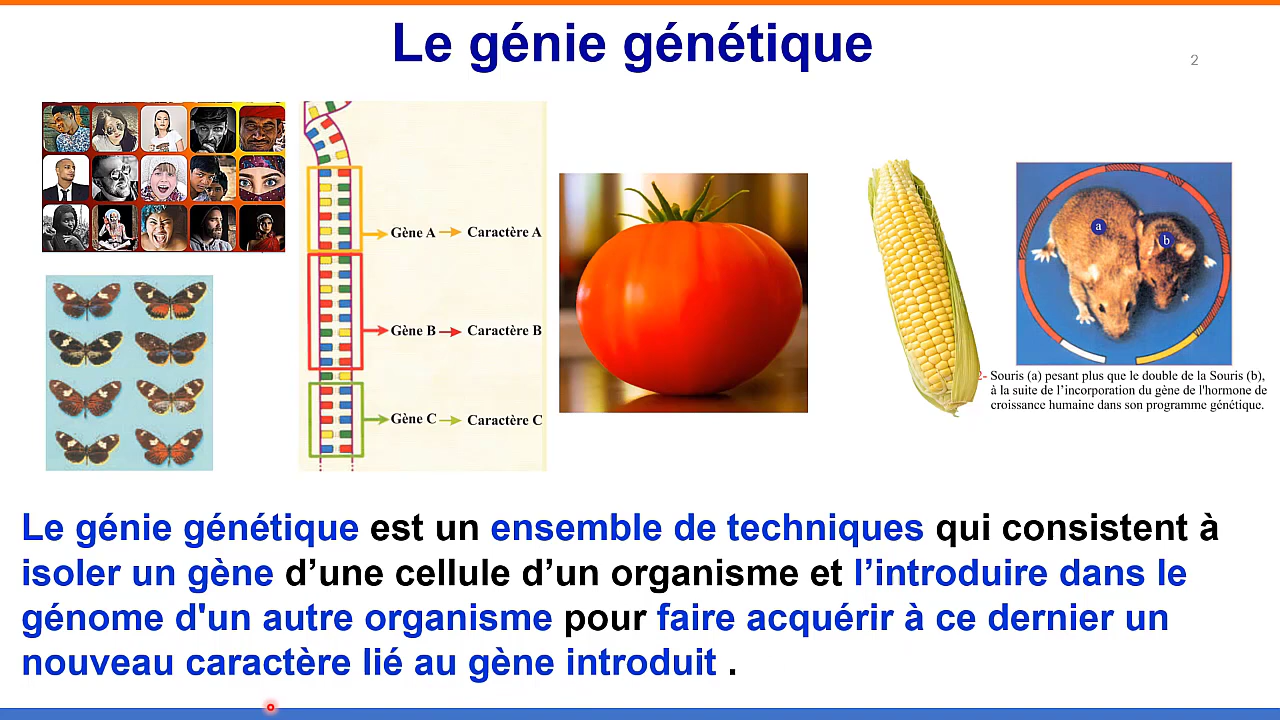 Le génie génétique
2
Gène A → Caractère A
Gène B → Caractère B
Gène C → Caractère C
a
b
2- Souris (a) pesant plus que le double de la Souris (b),
à la suite de l'incorporation du gène de l'hormone de
croissance humaine dans son programme génétique.
Le génie génétique est un ensemble de techniques qui consistent à
isoler un gène d’une cellule d’un organisme et l’introduire dans le
génome d'un autre organisme pour faire acquérir à ce dernier un
nouveau caractère lié au gène introduit .